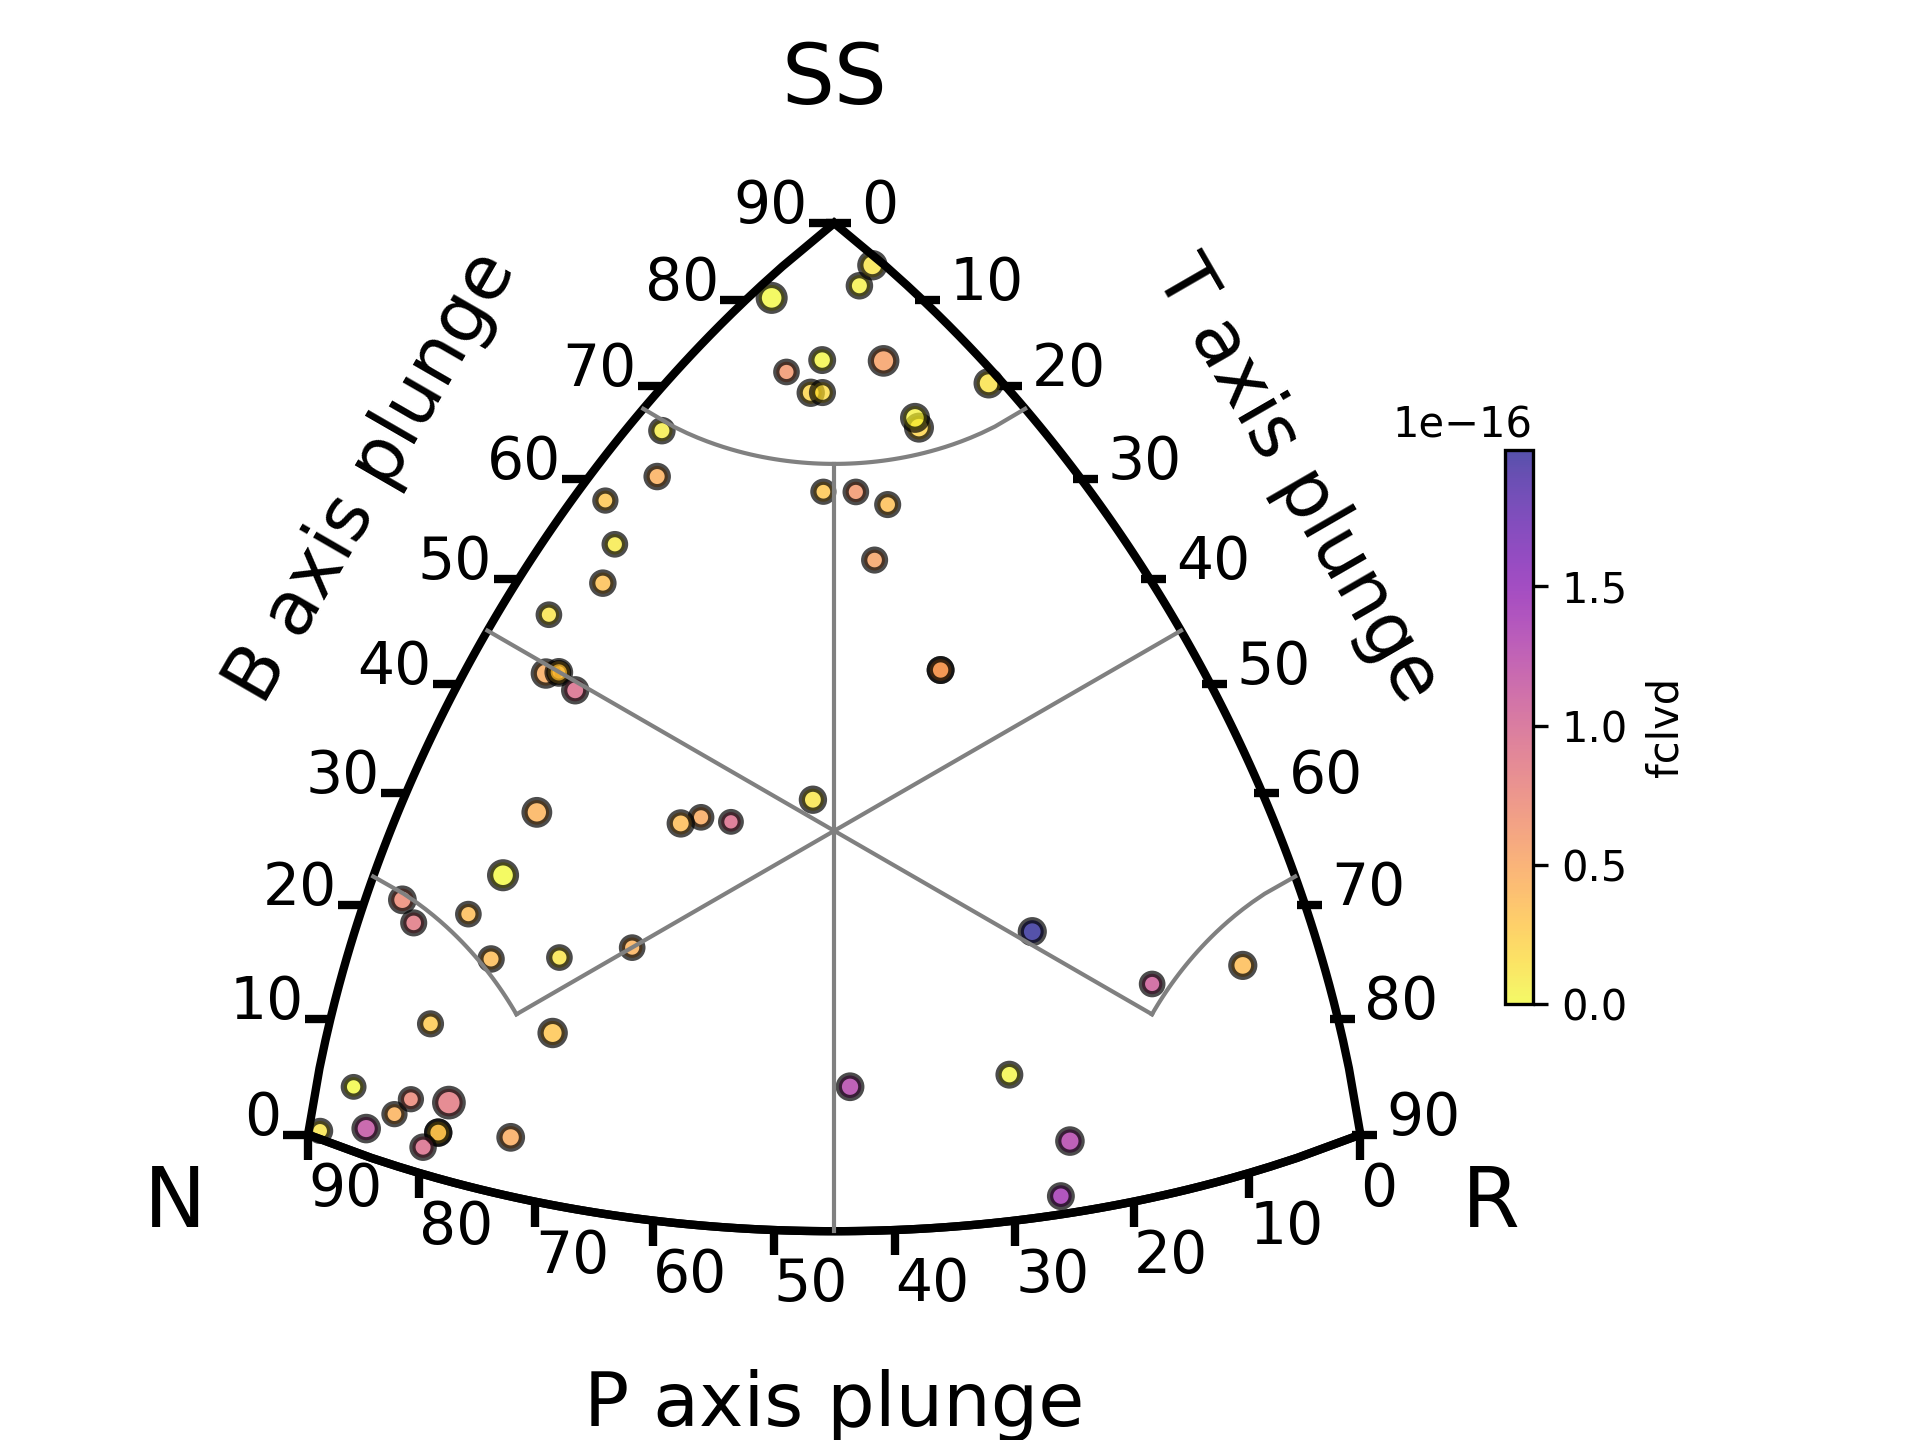 SS
90 0
80 10
70 20
60 30
50 40
40 50
30 60
20 70
10 80
0 90
B axis plunge
T axis plunge
N
R
90 80 70 60 50 40 30 20 10 0
P axis plunge
1e−16
1.5
1.0
0.5
0.0
fclvd